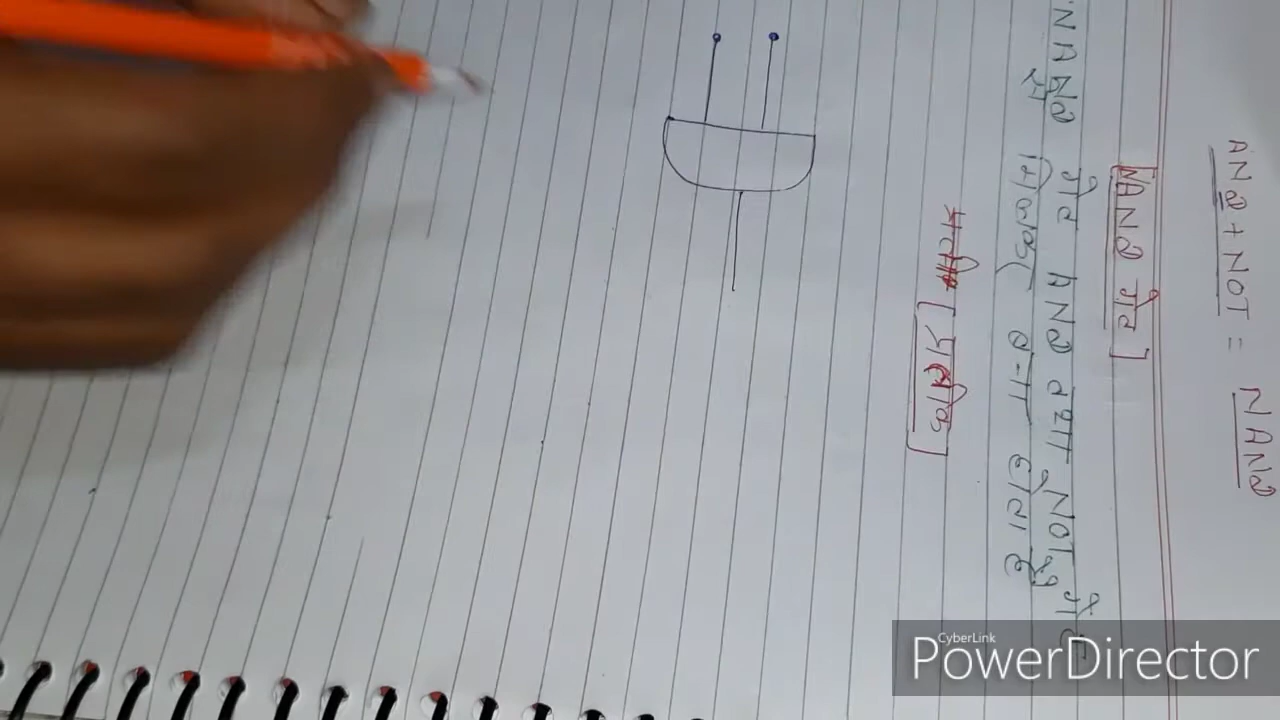 AND + NOT = NAND
[NAND गेट]
NAND गेट AND तथा NOT गेट
से मिलकर बना होता है
[प्रतीक]
CyberLink
PowerDirector